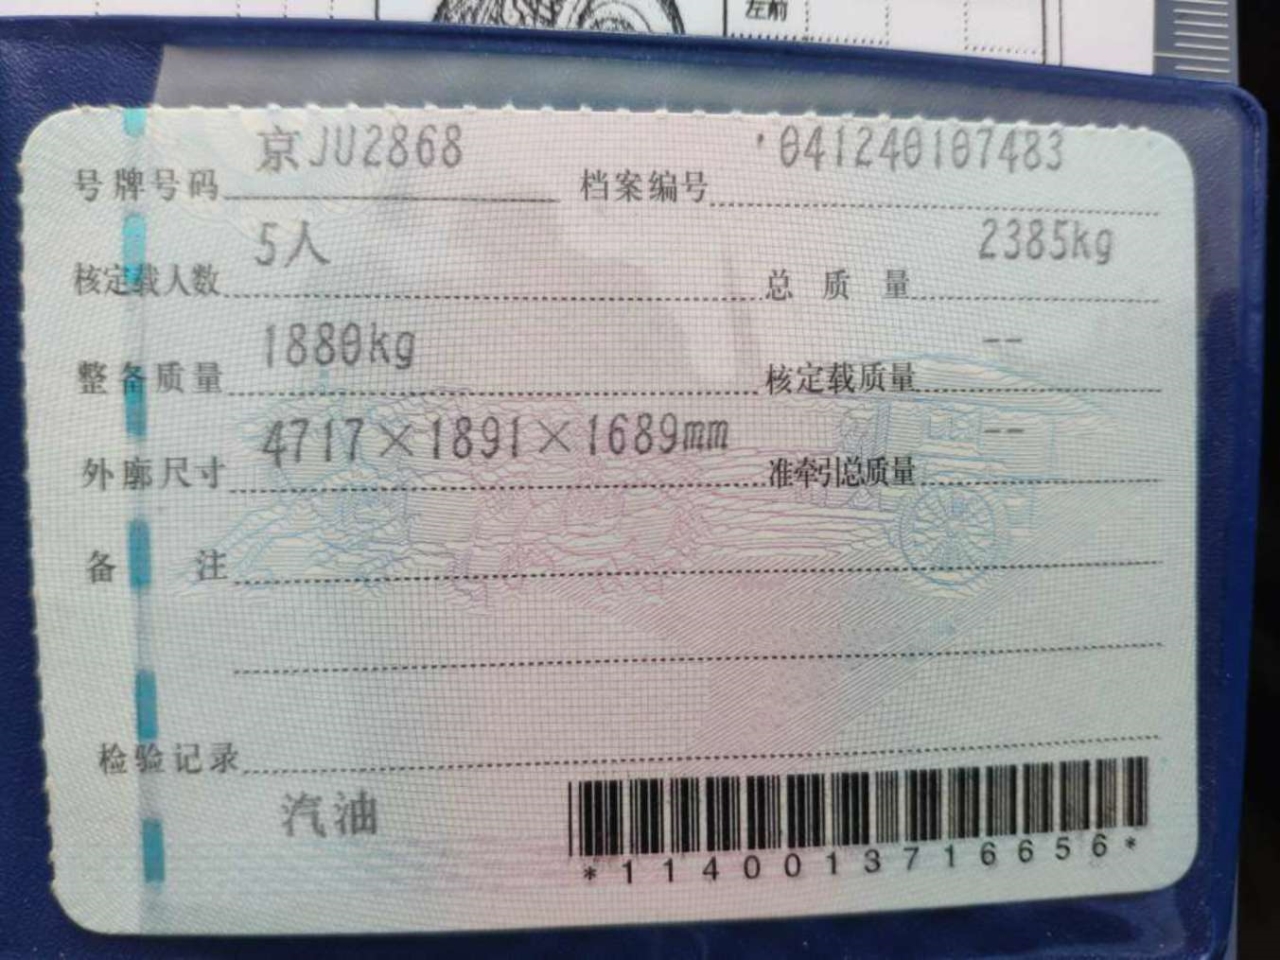 左前
京JU2868 041240107483
号牌号码 档案编号
5人 2385kg
核定载人数 总质量
1880kg --
整备质量 核定载质量
4717×1891×1689mm --
外廓尺寸 准牵引总质量
备注
检验记录
汽油
*1140013716656*